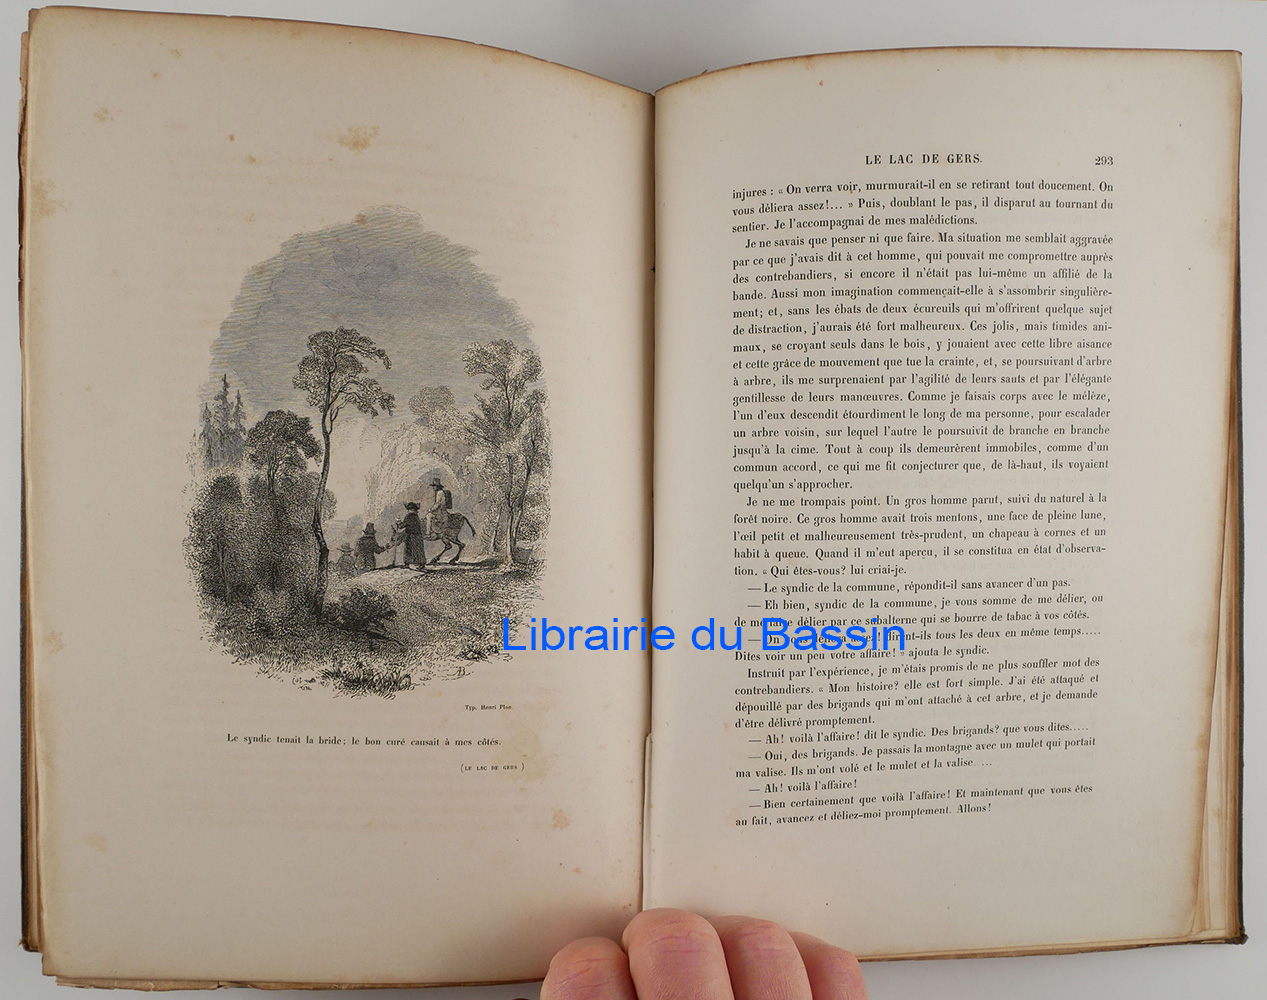 Typ. Henri Plon.
Le syndic tenait la bride; le bon curé causait à mes côtés.
(LE LAC DE GERS.)
LE LAC DE GERS. 293
injures : « On verra voir, murmurait-il en se retirant tout doucement. On
vous déliera assez!... » Puis, doublant le pas, il disparut au tournant du
sentier. Je l'accompagnai de mes malédictions.
Je ne savais que penser ni que faire. Ma situation me semblait aggravée
par ce que j'avais dit à cet homme, qui pouvait me compromettre auprès
des contrebandiers, si encore il n'était pas lui-même un affilié de la
bande. Aussi mon imagination commençait-elle à s'assombrir singulière-
ment; et, sans les ébats de deux écureuils qui m'offrirent quelque sujet
de distraction, j'aurais été fort malheureux. Ces jolis, mais timides ani-
maux, se croyant seuls dans le bois, y jouaient avec cette libre aisance
et cette grâce de mouvement que tue la crainte, et, se poursuivant d'arbre
à arbre, ils me surprenaient par l'agilité de leurs sauts et par l'élégante
gentillesse de leurs manœuvres. Comme je faisais corps avec le mélèze,
l'un d'eux descendit étourdiment le long de ma personne, pour escalader
un arbre voisin, sur lequel l'autre le poursuivit de branche en branche
jusqu'à la cime. Tout à coup ils demeurèrent immobiles, comme d'un
commun accord, ce qui me fit conjecturer que, de là-haut, ils voyaient
quelqu'un s'approcher.
Je ne me trompais point. Un gros homme parut, suivi du naturel à la
forêt noire. Ce gros homme avait trois mentons, une face de pleine lune,
l'œil petit et malheureusement très-prudent, un chapeau à cornes et un
habit à queue. Quand il m'eut aperçu, il se constitua en état d'observa-
tion. « Qui êtes-vous? lui criai-je.
— Le syndic de la commune, répondit-il sans avancer d'un pas.
— Eh bien, syndic de la commune, je vous somme de me délier, ou
de me faire délier par ce subalterne qui se bourre de tabac à vos côtés.
— On vous déliera assez! dirent-ils tous les deux en même temps.....
Dites voir un peu votre affaire! » ajouta le syndic.
Instruit par l'expérience, je m'étais promis de ne plus souffler mot des
contrebandiers. « Mon histoire? elle est fort simple. J'ai été attaqué et
dépouillé par des brigands qui m'ont attaché à cet arbre, et je demande
d'être délivré promptement.
— Ah! voilà l'affaire! dit le syndic. Des brigands? que vous dites.....
— Oui, des brigands. Je passais la montagne avec un mulet qui portait
ma valise. Ils m'ont volé et le mulet et la valise.....
— Ah! voilà l'affaire!
— Bien certainement que voilà l'affaire! Et maintenant que vous êtes
au fait, avancez et déliez-moi promptement. Allons!
Librairie du Bassin